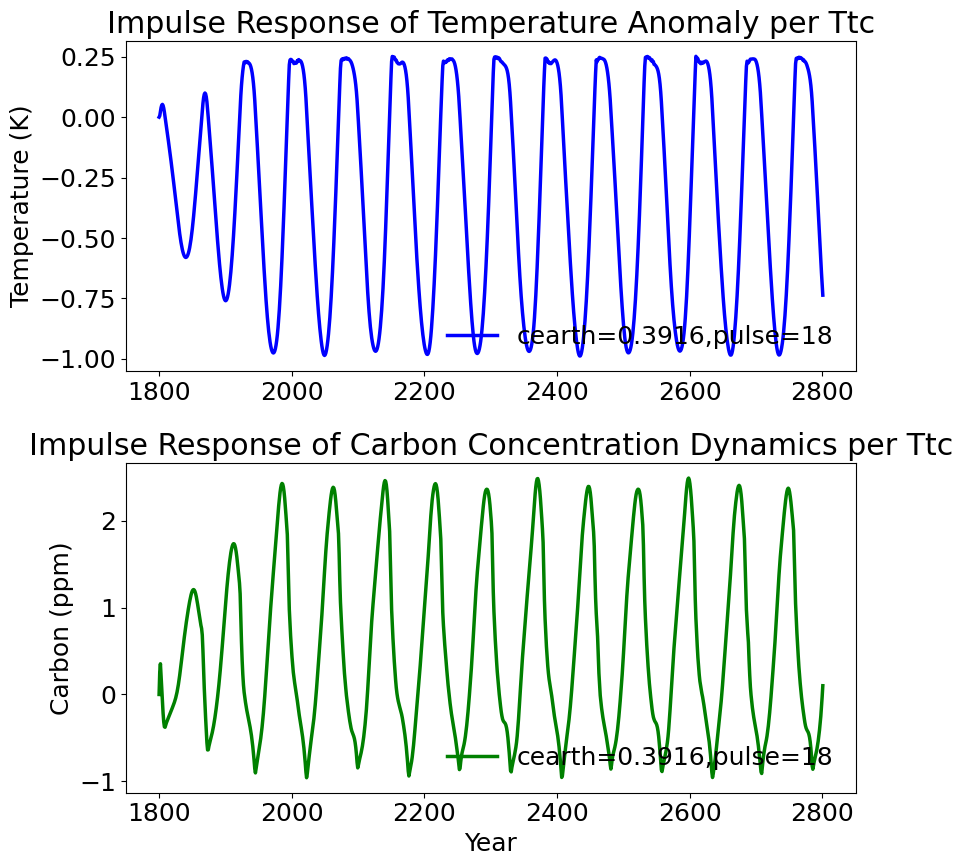 Impulse Response of Temperature Anomaly per Ttc
Temperature (K)
0.25
0.00
−0.25
−0.50
−0.75
−1.00
cearth=0.3916,pulse=18
1800 2000 2200 2400 2600 2800
Impulse Response of Carbon Concentration Dynamics per Ttc
Carbon (ppm)
2
1
0
−1
cearth=0.3916,pulse=18
1800 2000 2200 2400 2600 2800
Year